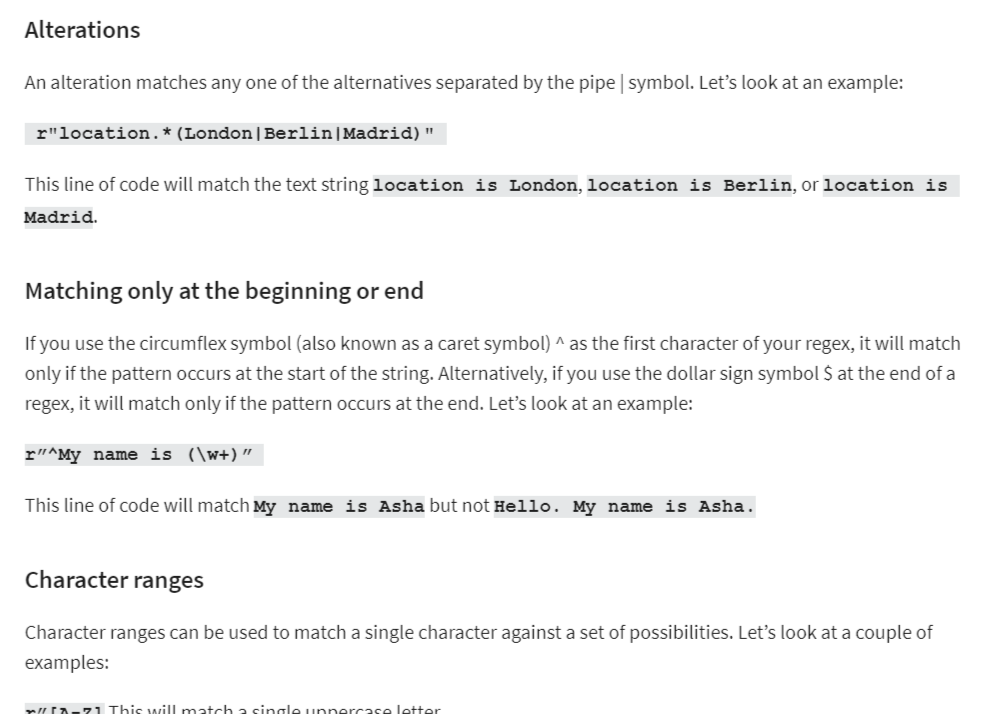 Alterations
An alteration matches any one of the alternatives separated by the pipe | symbol. Let’s look at an example:
r"location.*(London|Berlin|Madrid)"
This line of code will match the text string location is London, location is Berlin, or location is
Madrid.
Matching only at the beginning or end
If you use the circumflex symbol (also known as a caret symbol) ^ as the first character of your regex, it will match
only if the pattern occurs at the start of the string. Alternatively, if you use the dollar sign symbol $ at the end of a
regex, it will match only if the pattern occurs at the end. Let’s look at an example:
r”^My name is (\w+)”
This line of code will match My name is Asha but not Hello. My name is Asha.
Character ranges
Character ranges can be used to match a single character against a set of possibilities. Let’s look at a couple of
examples:
r”[A-Z] This will match a single uppercase letter